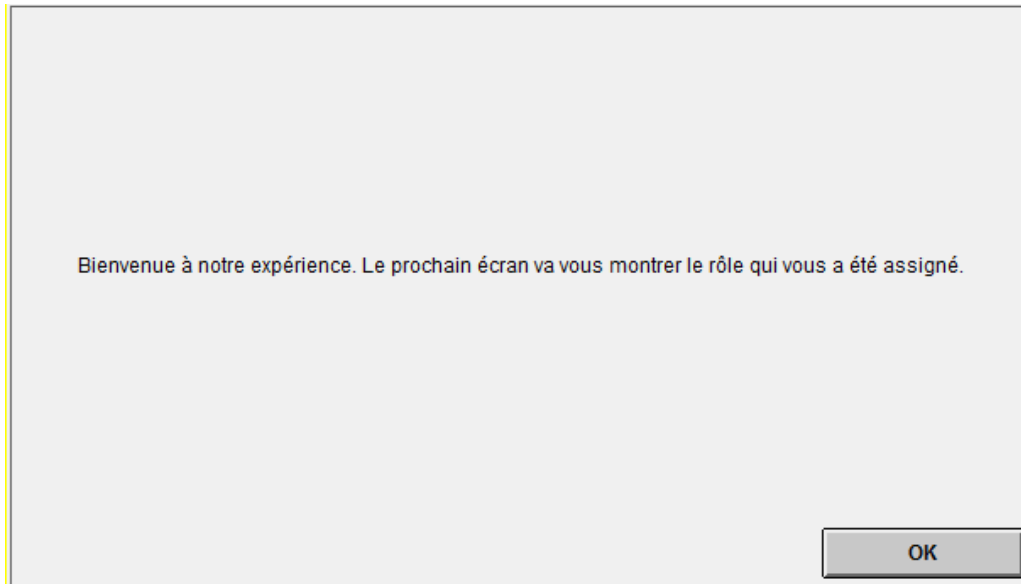 Bienvenue à notre expérience. Le prochain écran va vous montrer le rôle qui vous a été assigné.
OK